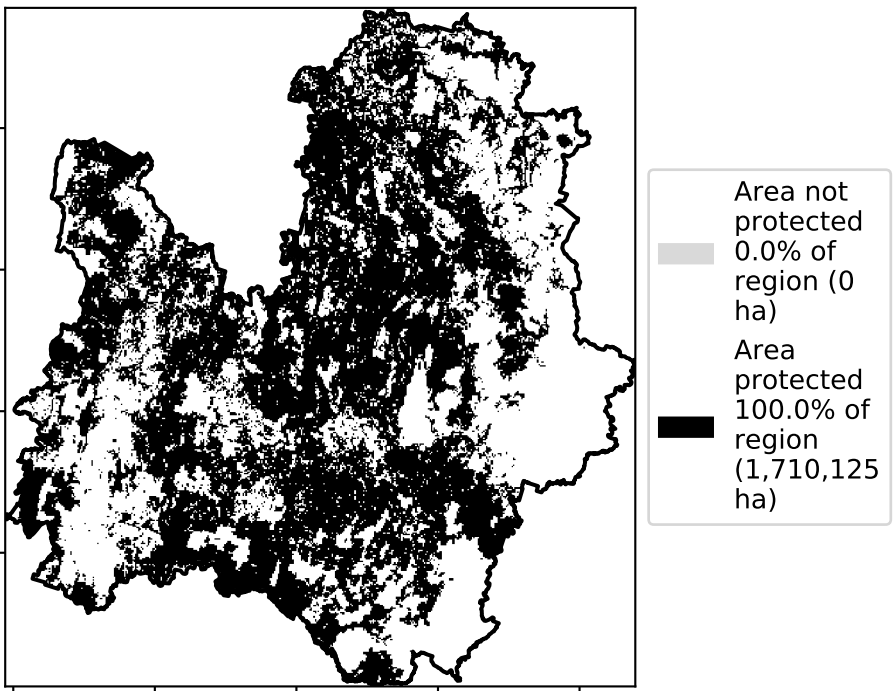 Area not
protected
0.0% of
region (0
ha)
Area
protected
100.0% of
region
(1,710,125
ha)